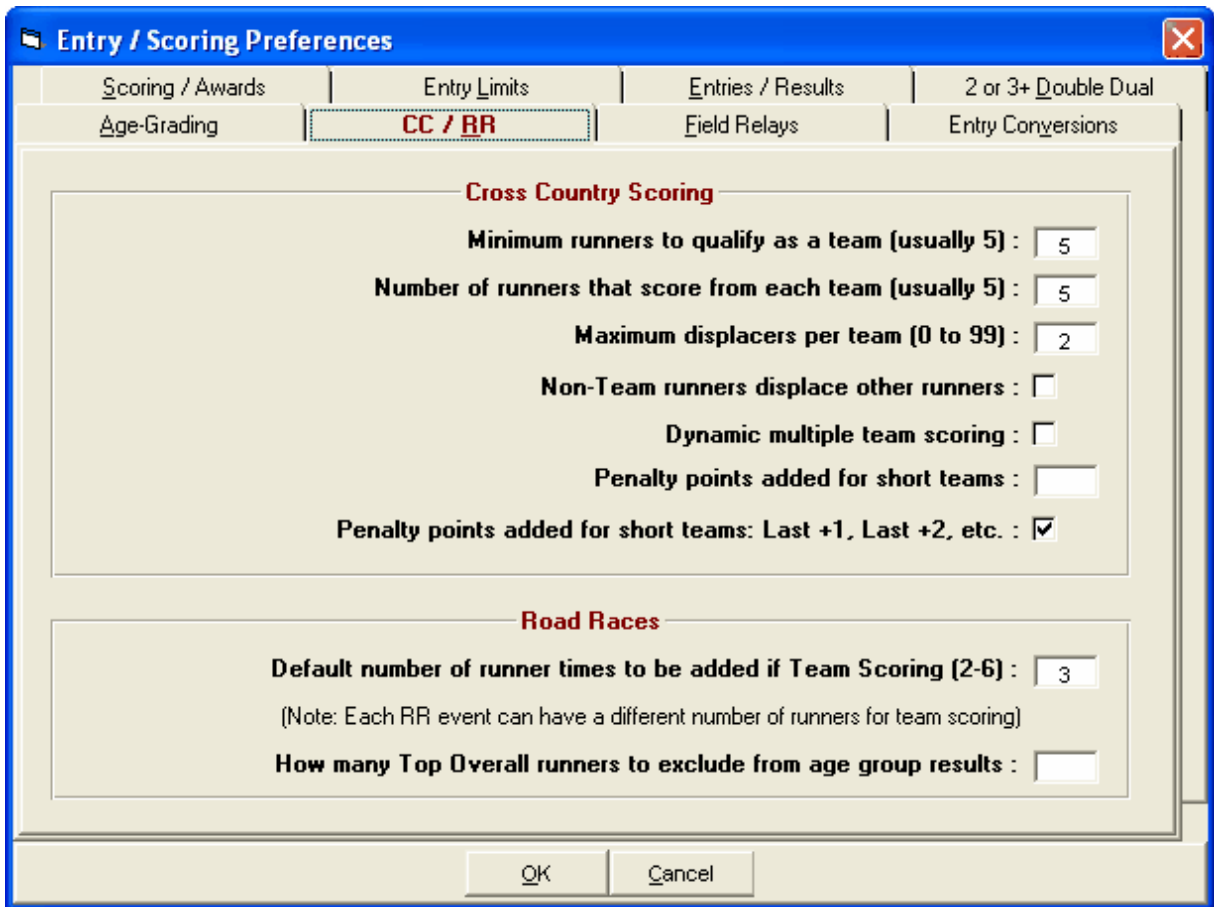 Entry / Scoring Preferences
Scoring / Awards
Entry Limits
Entries / Results
2 or 3+ Double Dual
Age-Grading
CC / RR
Field Relays
Entry Conversions
Cross Country Scoring
Minimum runners to qualify as a team (usually 5) : 5
Number of runners that score from each team (usually 5) : 5
Maximum displacers per team (0 to 99) : 2
Non-Team runners displace other runners :
Dynamic multiple team scoring :
Penalty points added for short teams :
Penalty points added for short teams: Last +1, Last +2, etc. :
Road Races
Default number of runner times to be added if Team Scoring (2-6) : 3
(Note: Each RR event can have a different number of runners for team scoring)
How many Top Overall runners to exclude from age group results :
OK
Cancel